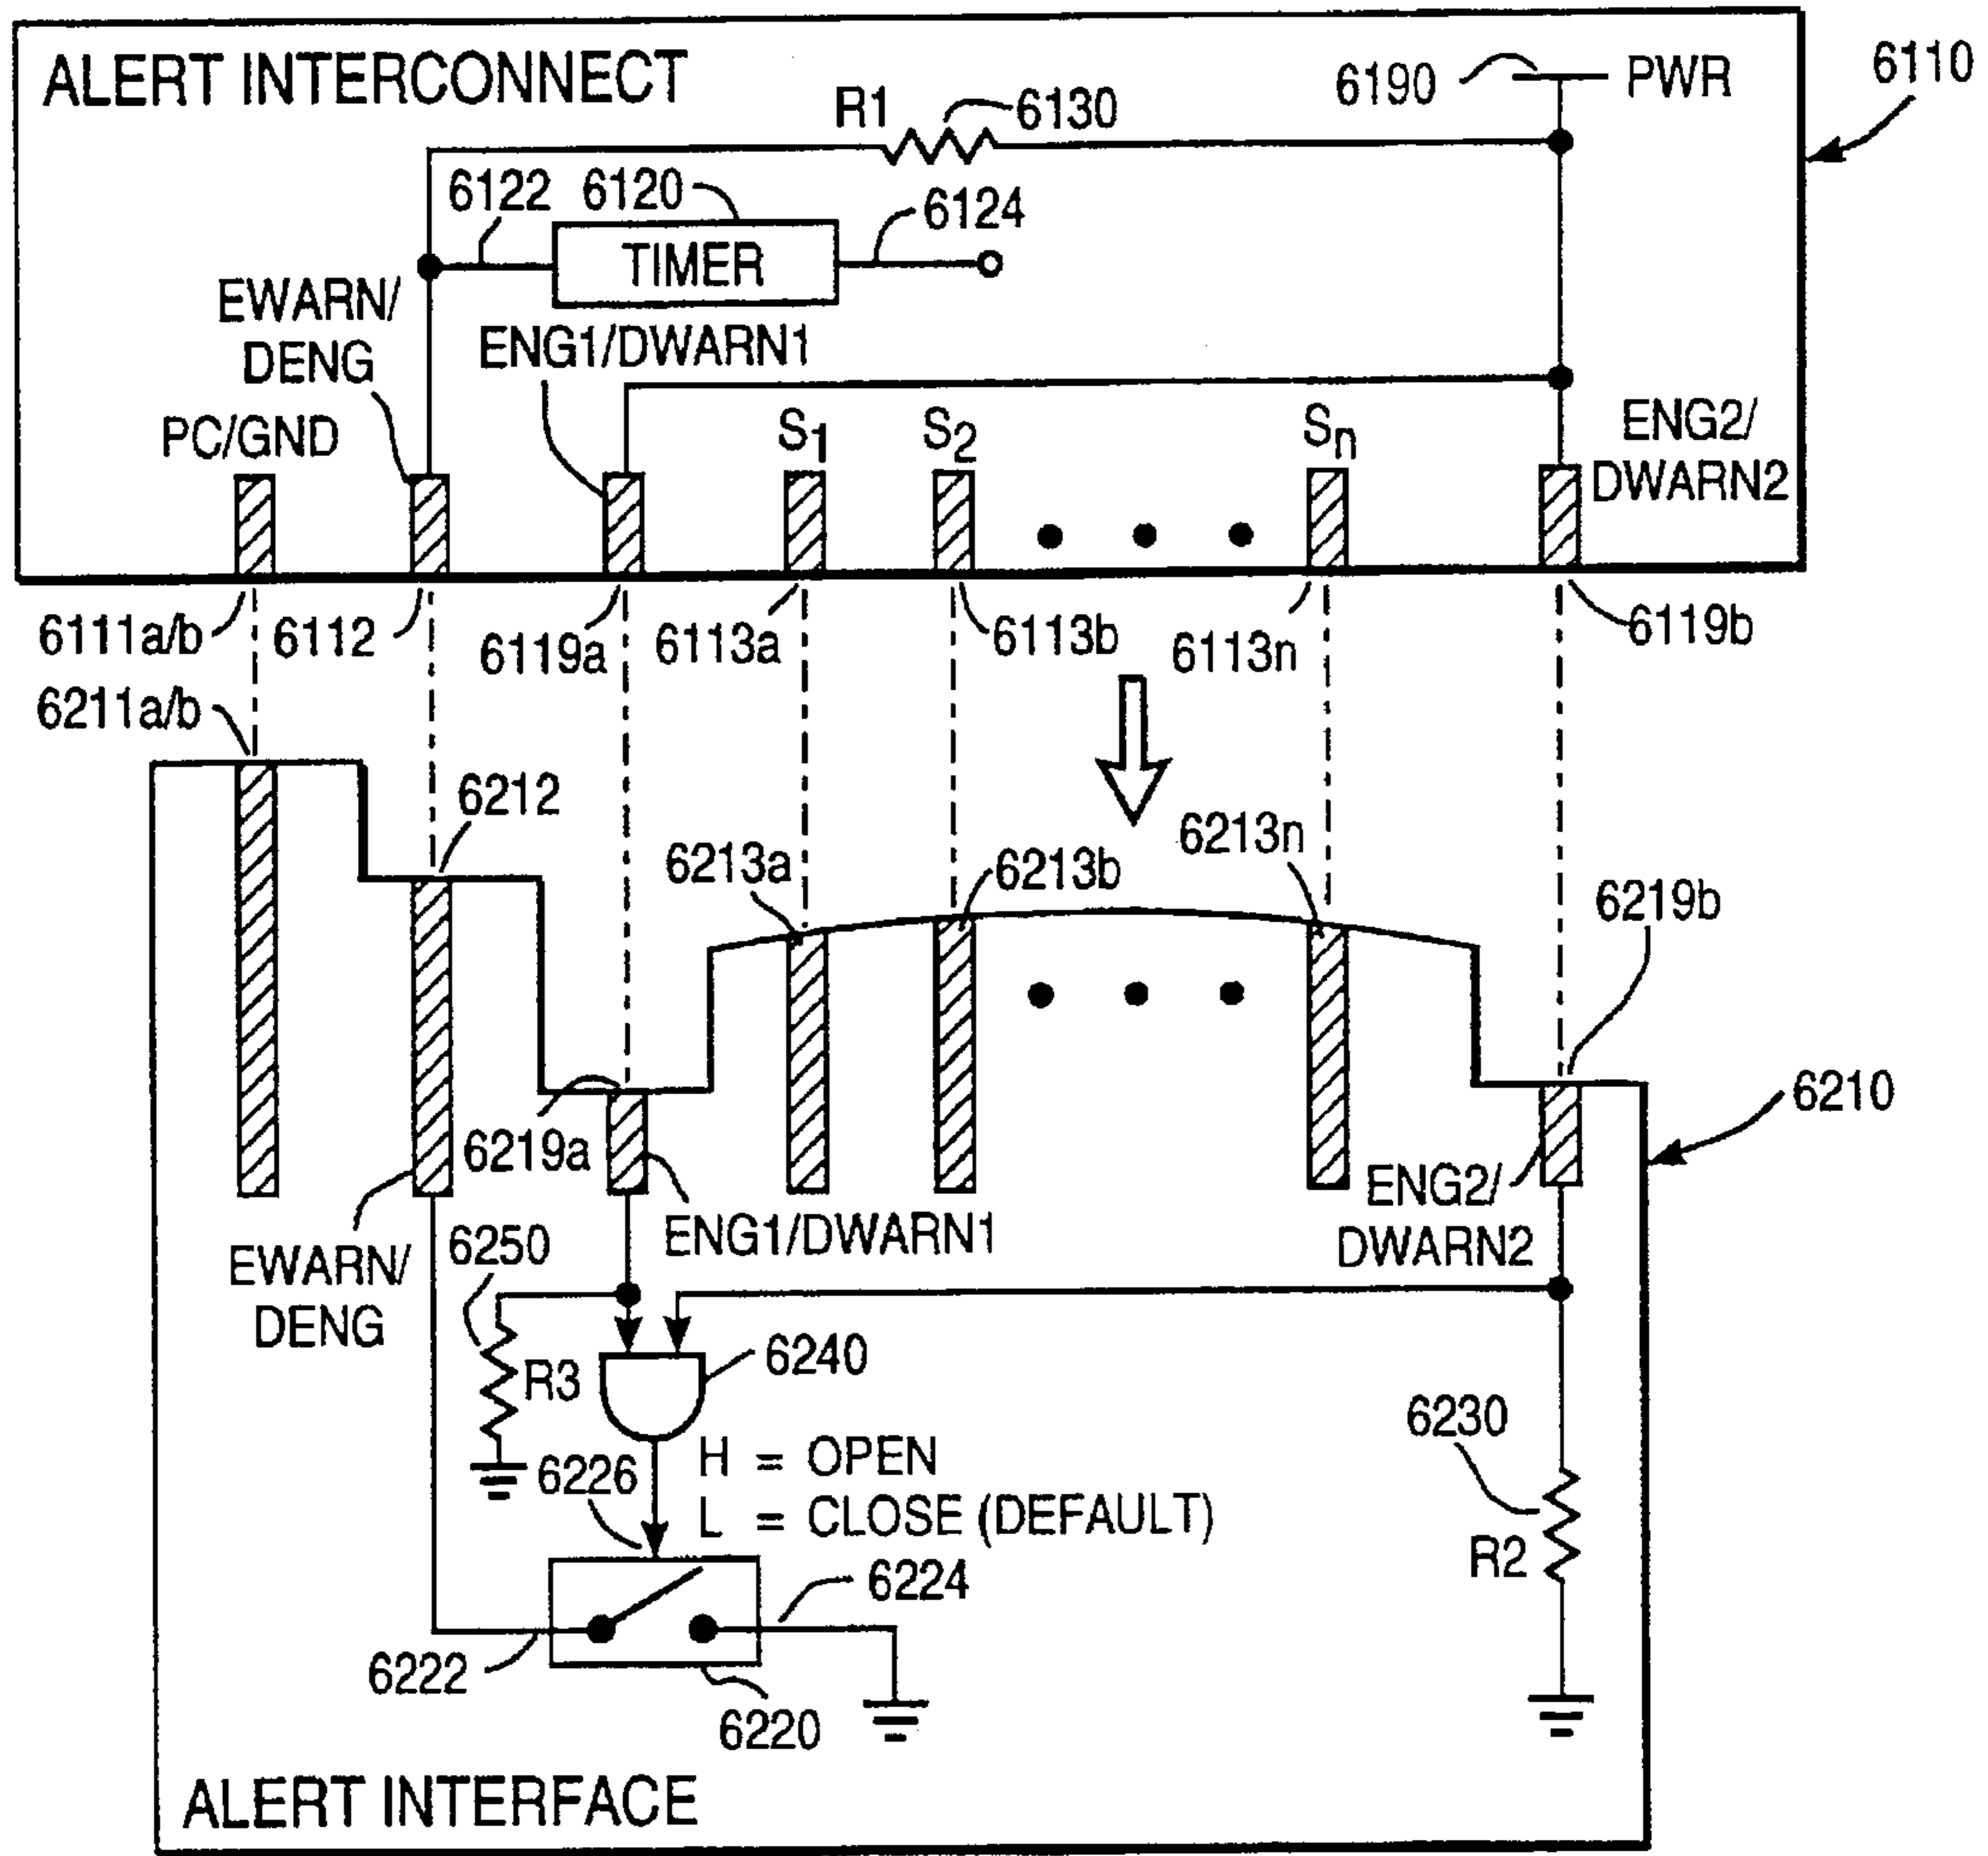 ALERT INTERCONNECT
6190
PWR
6110
R1
6130
6122
6120
6124
TIMER
EWARN/
DENG
ENG1/DWARN1
PC/GND
S1
S2
Sn
ENG2/
DWARN2
6111a/b
6112
6119a
6113a
6113b
6113n
6119b
6211a/b
6212
6213a
6213b
6213n
6219b
6210
6219a
ENG1/DWARN1
ENG2/
DWARN2
EWARN/
DENG
6250
R3
6240
6230
H = OPEN
6226
L = CLOSE (DEFAULT)
R2
6224
6222
6220
ALERT INTERFACE